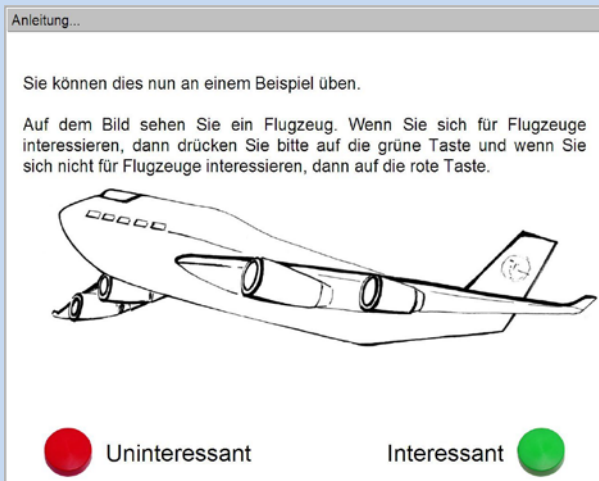 Anleitung...
Sie können dies nun an einem Beispiel üben.
Auf dem Bild sehen Sie ein Flugzeug. Wenn Sie sich für Flugzeuge
interessieren, dann drücken Sie bitte auf die grüne Taste und wenn Sie
sich nicht für Flugzeuge interessieren, dann auf die rote Taste.
Uninteressant
Interessant